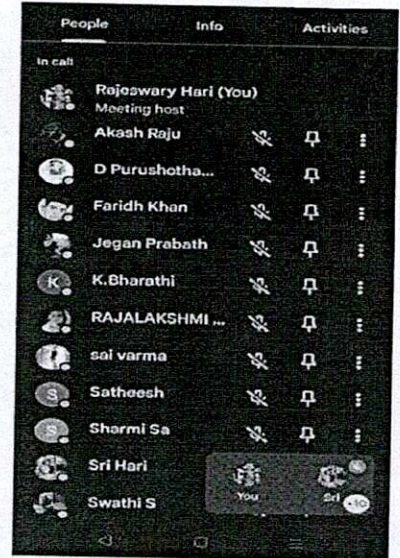 People Info Activities
In call
Rajeswary Hari (You)
Meeting host
Akash Raju
D Purushotha...
Faridh Khan
Jegan Prabath
K K.Bharathi
RAJALAKSHMI ...
sai varma
S Satheesh
S Sharmi Sa
Sri Hari
Swathi S
You Sri +10